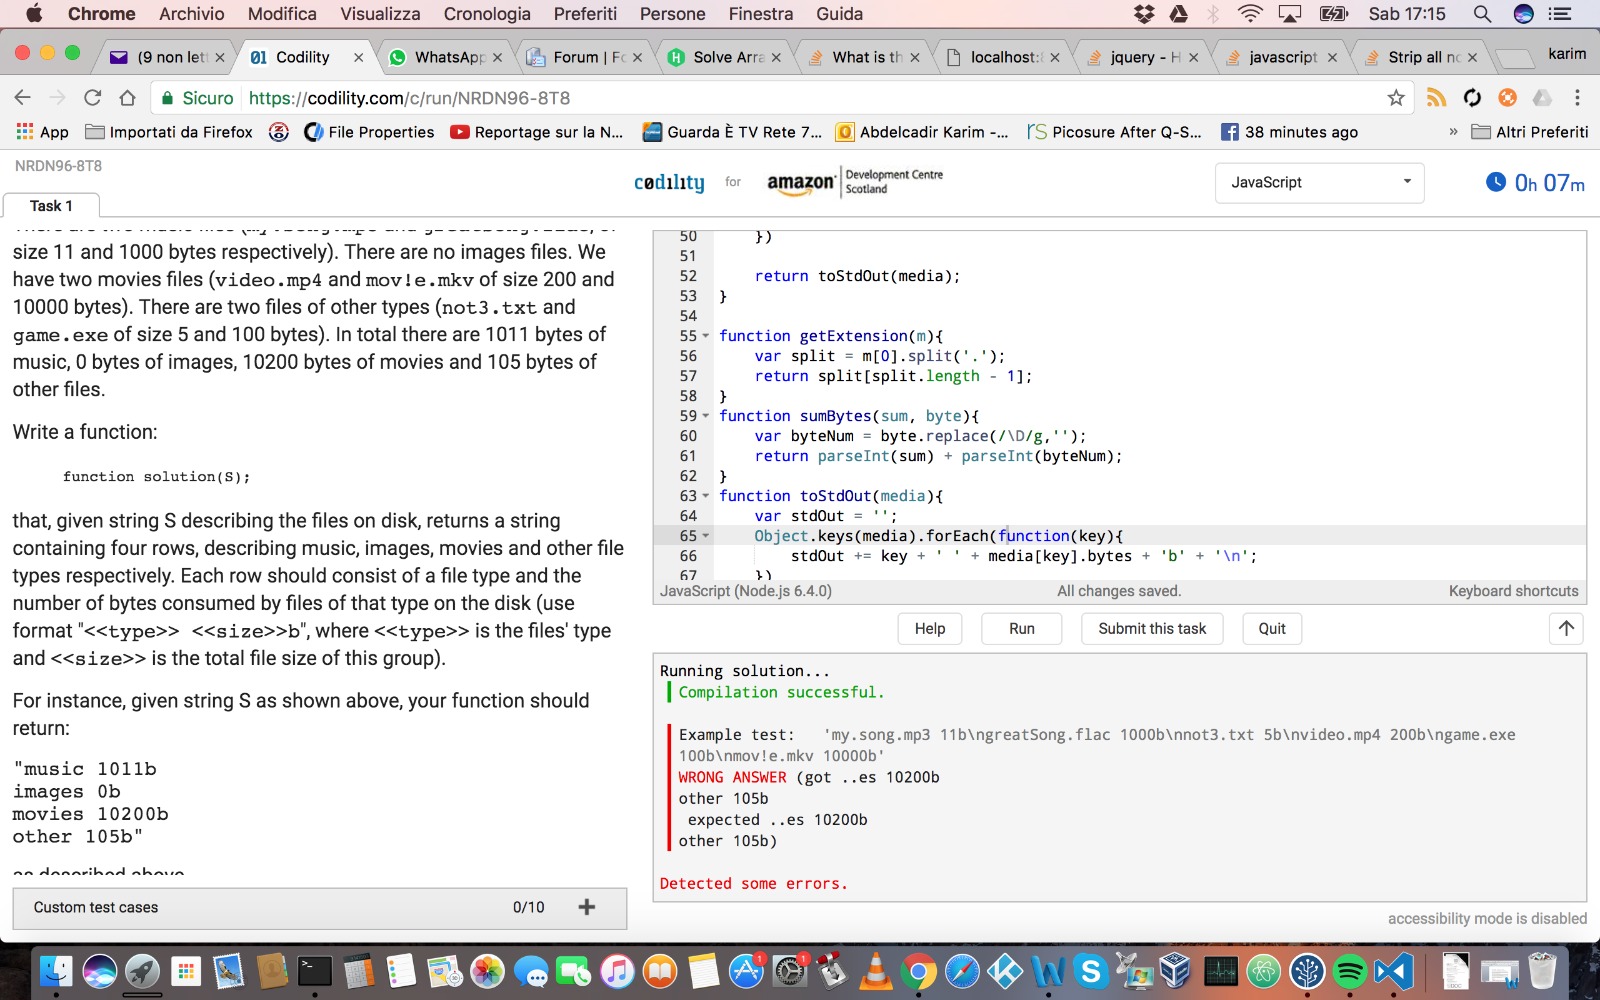 Chrome Archivio Modifica Visualizza Cronologia Preferiti Persone Finestra Guida Sab 17:15
(9 non let Codility WhatsApp Forum | Fo Solve Arra What is th localhost: jquery - H javascript Strip all no karim
Sicuro https://codility.com/c/run/NRDN96-8T8
App Importati da Firefox File Properties Reportage sur la N... Guarda È TV Rete 7... Abdelcadir Karim -... Picosure After Q-S... 38 minutes ago » Altri Preferiti
NRDN96-8T8
codility for amazon Development Centre Scotland
JavaScript
0h 07m
Task 1
size 11 and 1000 bytes respectively). There are no images files. We
have two movies files (video.mp4 and mov!e.mkv of size 200 and
10000 bytes). There are two files of other types (not3.txt and
game.exe of size 5 and 100 bytes). In total there are 1011 bytes of
music, 0 bytes of images, 10200 bytes of movies and 105 bytes of
other files.
Write a function:
function solution(S);
that, given string S describing the files on disk, returns a string
containing four rows, describing music, images, movies and other file
types respectively. Each row should consist of a file type and the
number of bytes consumed by files of that type on the disk (use
format "<<type>> <<size>>b", where <<type>> is the files' type
and <<size>> is the total file size of this group).
For instance, given string S as shown above, your function should
return:
"music 1011b
images 0b
movies 10200b
other 105b"
as described above
Custom test cases 0/10 +
50 })
51
52 return toStdOut(media);
53 }
54
55 function getExtension(m){
56 var split = m[0].split('.');
57 return split[split.length - 1];
58 }
59 function sumBytes(sum, byte){
60 var byteNum = byte.replace(/\D/g,'');
61 return parseInt(sum) + parseInt(byteNum);
62 }
63 function toStdOut(media){
64 var stdOut = '';
65 Object.keys(media).forEach(function(key){
66 stdOut += key + ' ' + media[key].bytes + 'b' + '\n';
67 })
JavaScript (Node.js 6.4.0) All changes saved. Keyboard shortcuts
Help Run Submit this task Quit
Running solution...
Compilation successful.
Example test: 'my.song.mp3 11b\ngreatSong.flac 1000b\nnot3.txt 5b\nvideo.mp4 200b\ngame.exe
100b\nmov!e.mkv 10000b'
WRONG ANSWER (got ..es 10200b
other 105b
expected ..es 10200b
other 105b)
Detected some errors.
accessibility mode is disabled